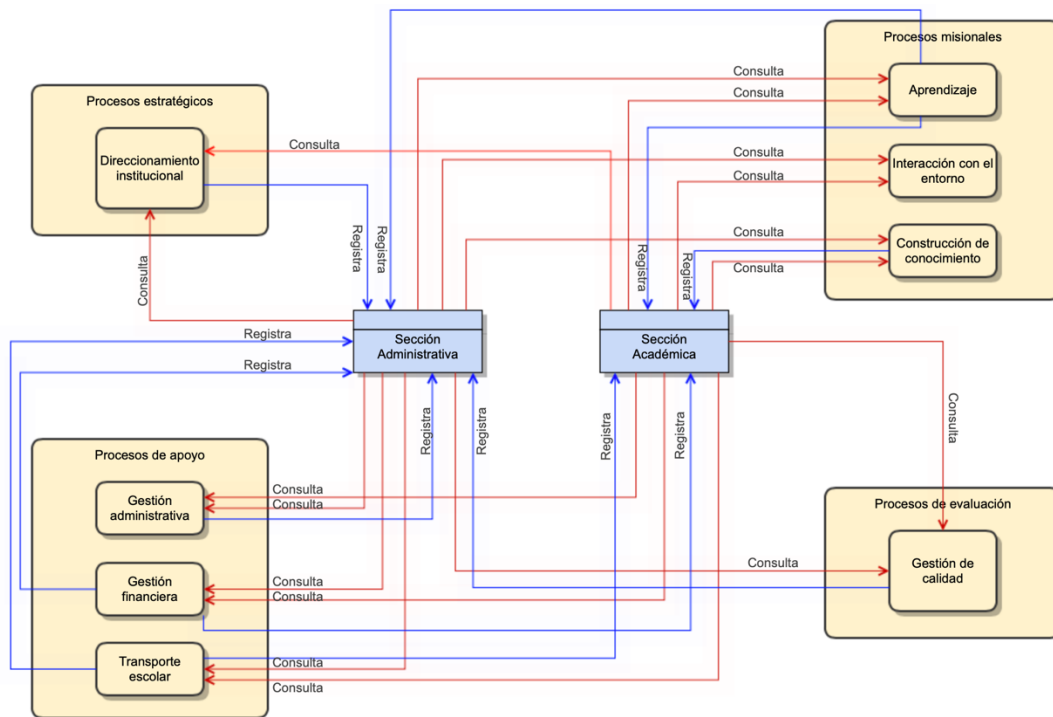 Procesos misionales
Consulta
Aprendizaje
Consulta
Procesos estratégicos
Consulta
Direccionamiento
institucional
Consulta
Interacción con el
entorno
Consulta
Registra
Registra
Registra
Registra
Consulta
Construcción de
conocimiento
Consulta
Consulta
Registra
Sección
Administrativa
Sección
Académica
Registra
Registra
Registra
Registra
Registra
Consulta
Procesos de apoyo
Gestión
administrativa
Consulta
Consulta
Procesos de evaluación
Gestión
financiera
Consulta
Consulta
Consulta
Gestión de
calidad
Transporte
escolar
Consulta
Consulta